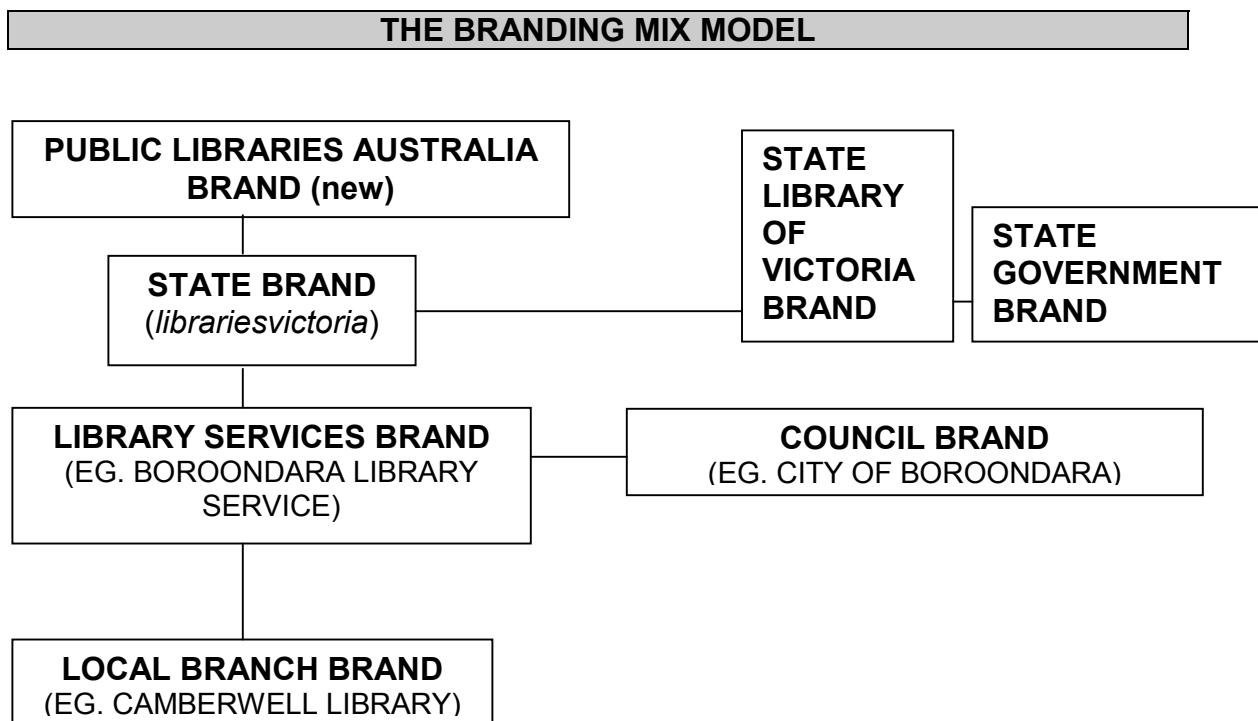 THE BRANDING MIX MODEL
PUBLIC LIBRARIES AUSTRALIA
BRAND (new)
STATE
LIBRARY
OF
VICTORIA
BRAND
STATE
GOVERNMENT
BRAND
STATE BRAND
(librariesvictoria)
LIBRARY SERVICES BRAND
(EG. BOROONDARA LIBRARY
SERVICE)
COUNCIL BRAND
(EG. CITY OF BOROONDARA)
LOCAL BRANCH BRAND
(EG. CAMBERWELL LIBRARY)